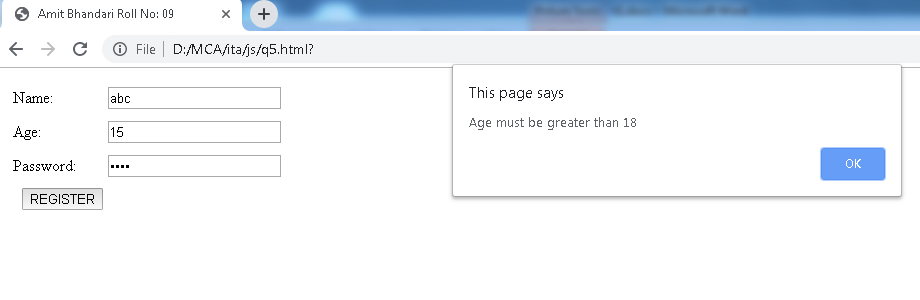 Amit Bhandari Roll No: 09
File | D:/MCA/ita/js/q5.html?
This page says
Name: abc
Age must be greater than 18
Age: 15
Password: ••••
OK
REGISTER